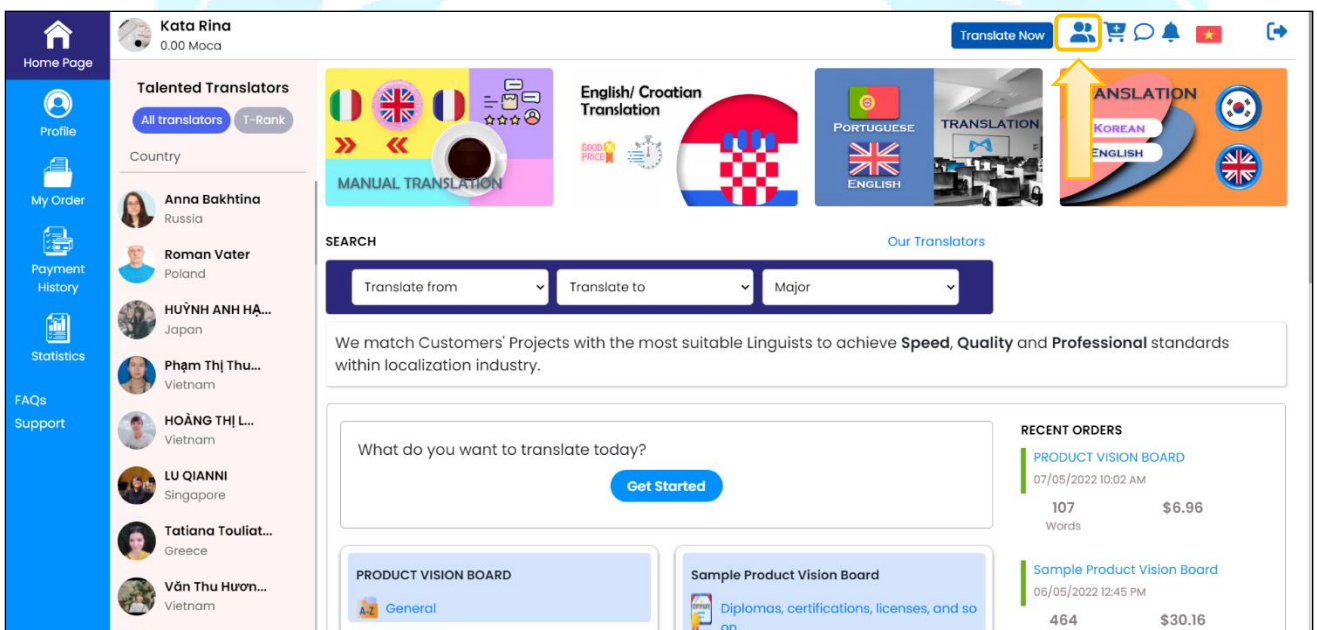 Home Page
Profile
My Order
Payment
History
Statistics
FAQs
Support
Kata Rina
0.00 Moca
Translate Now
Talented Translators
All translators
T-Rank
Country
Anna Bakhtina
Russia
Roman Vater
Poland
HUỲNH ANH HẠ...
Japan
Phạm Thị Thu...
Vietnam
HOÀNG THỊ L...
Vietnam
LU QIANNI
Singapore
Tatiana Touliat...
Greece
Văn Thu Hươn...
Vietnam
MANUAL TRANSLATION
English/ Croatian
Translation
GOOD
PRICE
PORTUGUESE
ENGLISH
TRANSLATION
ANSLATION
KOREAN
ENGLISH
SEARCH
Our Translators
Translate from
Translate to
Major
We match Customers' Projects with the most suitable Linguists to achieve Speed, Quality and Professional standards
within localization industry.
What do you want to translate today?
Get Started
PRODUCT VISION BOARD
A-Z
General
Sample Product Vision Board
Diplomas, certifications, licenses, and so
on
RECENT ORDERS
PRODUCT VISION BOARD
07/05/2022 10:02 AM
107 $6.96
Words
Sample Product Vision Board
06/05/2022 12:45 PM
464 $30.16